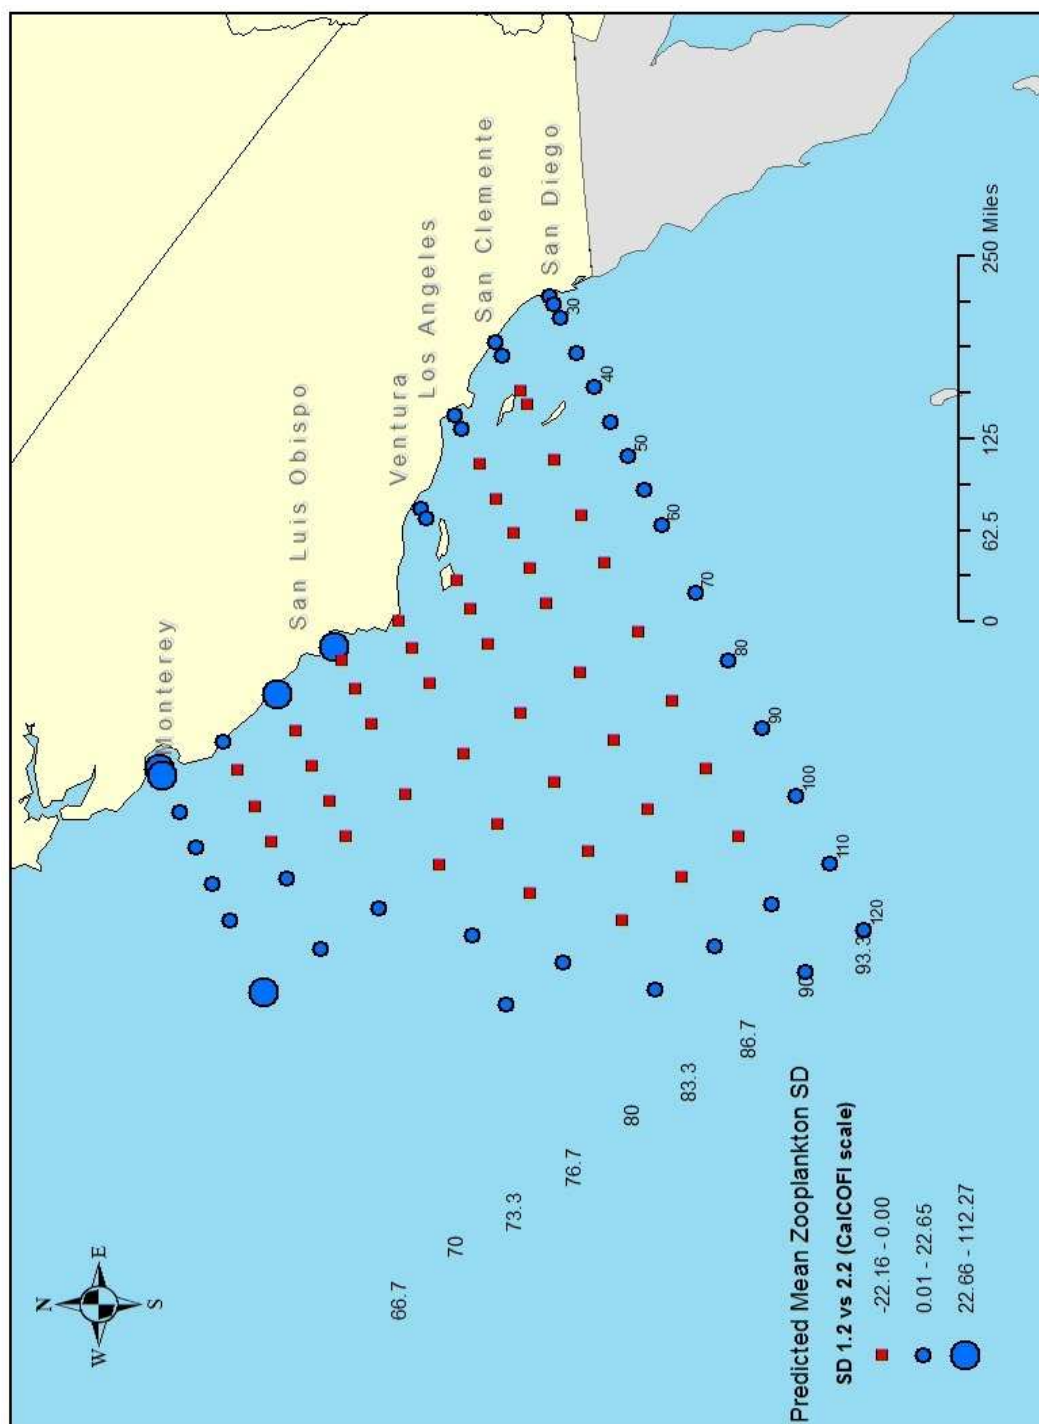 N
W
E
S
Monterey
San Luis Obispo
Ventura
Los Angeles
San Clemente
San Diego
30
40
50
60
70
80
90
100
110
120
66.7
70
73.3
76.7
80
83.3
86.7
90
93.3
Predicted Mean Zooplankton SD
SD 1.2 vs 2.2 (CalCOFI scale)
-22.16 - 0.00
0.01 - 22.65
22.66 - 112.27
0 62.5 125 250 Miles